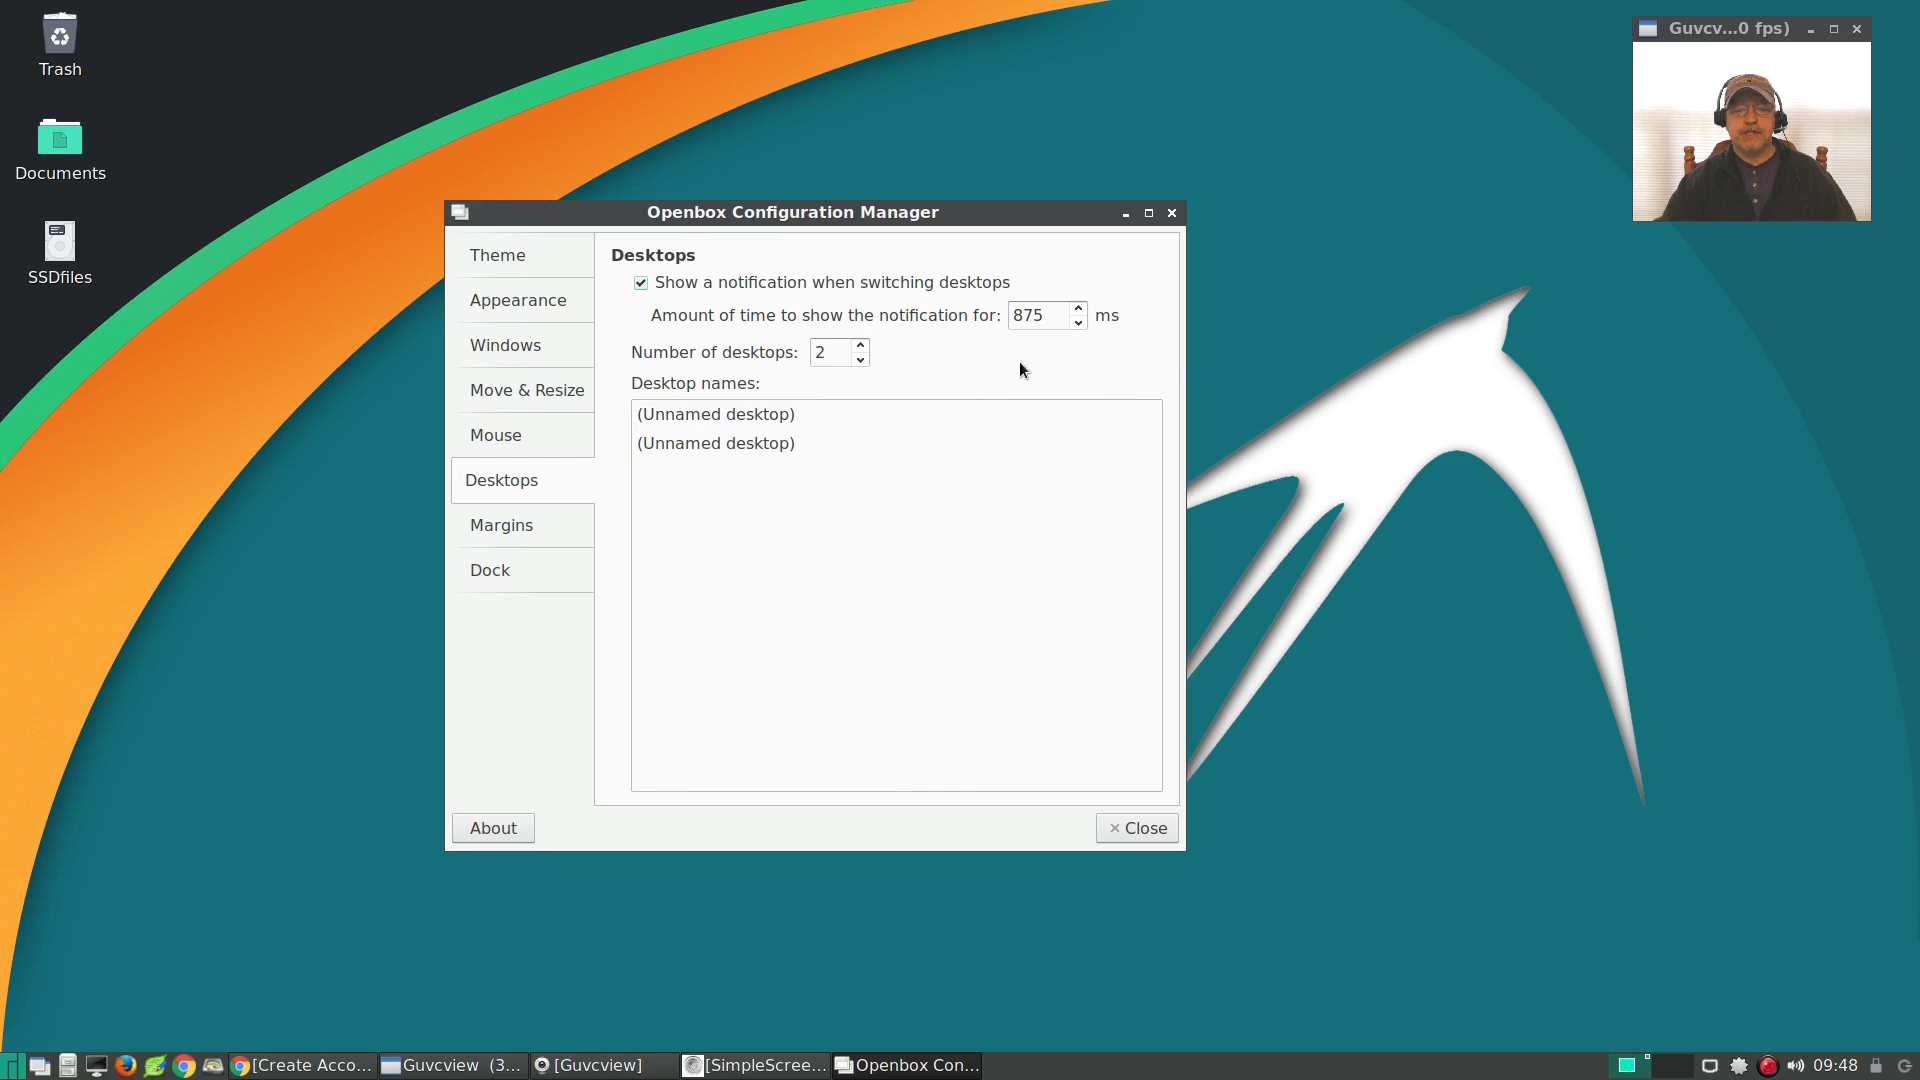 Trash
Documents
SSDfiles
Guvcv...0 fps)
Openbox Configuration Manager
Theme
Appearance
Windows
Move & Resize
Mouse
Desktops
Margins
Dock
Desktops
Show a notification when switching desktops
Amount of time to show the notification for: 875 ms
Number of desktops: 2
Desktop names:
(Unnamed desktop)
(Unnamed desktop)
About
Close
[Create Acco...
Guvcview (3...
[Guvcview]
[SimpleScree...
Openbox Con...
09:48